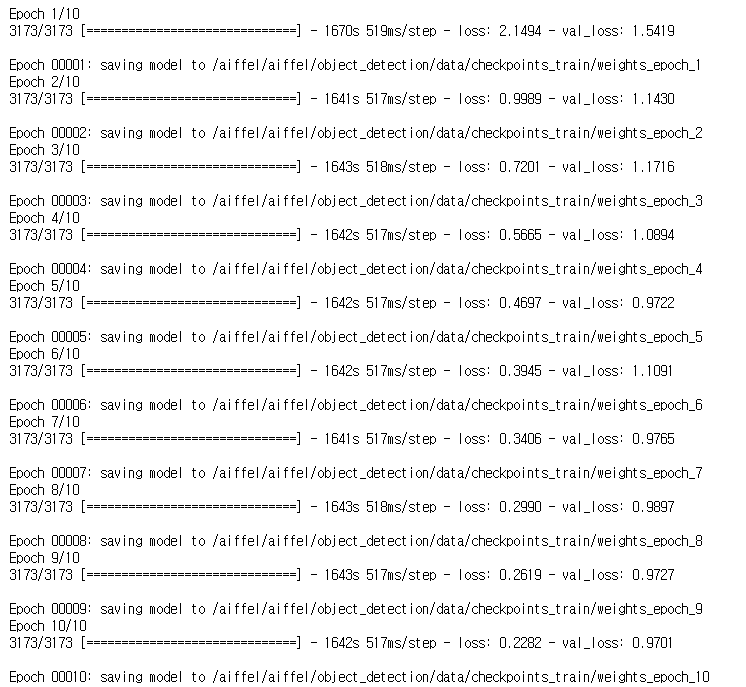 Epoch 1/10
3173/3173 [==============================] - 1670s 519ms/step - loss: 2.1494 - val_loss: 1.5419
Epoch 00001: saving model to /aiffel/aiffel/object_detection/data/checkpoints_train/weights_epoch_1
Epoch 2/10
3173/3173 [==============================] - 1641s 517ms/step - loss: 0.9989 - val_loss: 1.1430
Epoch 00002: saving model to /aiffel/aiffel/object_detection/data/checkpoints_train/weights_epoch_2
Epoch 3/10
3173/3173 [==============================] - 1643s 518ms/step - loss: 0.7201 - val_loss: 1.1716
Epoch 00003: saving model to /aiffel/aiffel/object_detection/data/checkpoints_train/weights_epoch_3
Epoch 4/10
3173/3173 [==============================] - 1642s 517ms/step - loss: 0.5665 - val_loss: 1.0894
Epoch 00004: saving model to /aiffel/aiffel/object_detection/data/checkpoints_train/weights_epoch_4
Epoch 5/10
3173/3173 [==============================] - 1642s 517ms/step - loss: 0.4697 - val_loss: 0.9722
Epoch 00005: saving model to /aiffel/aiffel/object_detection/data/checkpoints_train/weights_epoch_5
Epoch 6/10
3173/3173 [==============================] - 1642s 517ms/step - loss: 0.3945 - val_loss: 1.1091
Epoch 00006: saving model to /aiffel/aiffel/object_detection/data/checkpoints_train/weights_epoch_6
Epoch 7/10
3173/3173 [==============================] - 1641s 517ms/step - loss: 0.3406 - val_loss: 0.9765
Epoch 00007: saving model to /aiffel/aiffel/object_detection/data/checkpoints_train/weights_epoch_7
Epoch 8/10
3173/3173 [==============================] - 1643s 518ms/step - loss: 0.2990 - val_loss: 0.9897
Epoch 00008: saving model to /aiffel/aiffel/object_detection/data/checkpoints_train/weights_epoch_8
Epoch 9/10
3173/3173 [==============================] - 1643s 517ms/step - loss: 0.2619 - val_loss: 0.9727
Epoch 00009: saving model to /aiffel/aiffel/object_detection/data/checkpoints_train/weights_epoch_9
Epoch 10/10
3173/3173 [==============================] - 1642s 517ms/step - loss: 0.2282 - val_loss: 0.9701
Epoch 00010: saving model to /aiffel/aiffel/object_detection/data/checkpoints_train/weights_epoch_10